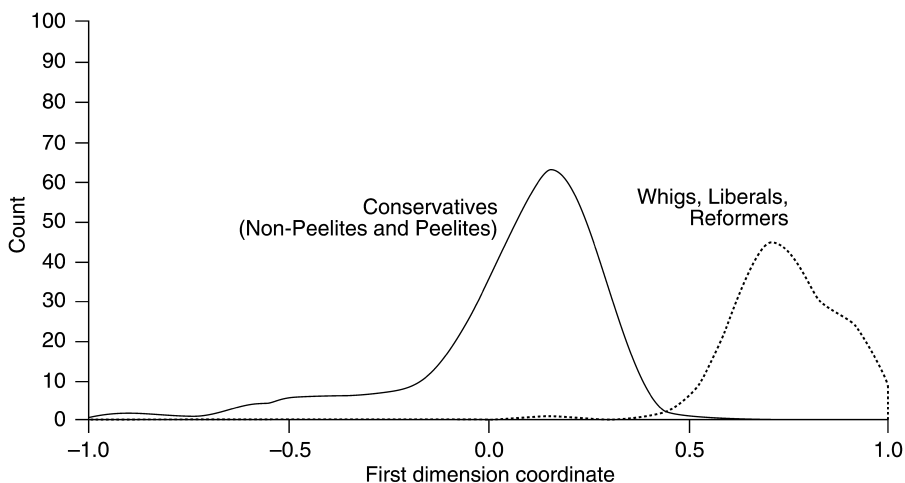 100
90
80
70
60
50
40
30
20
10
0
Count
Conservatives
(Non-Peelites and Peelites)
Whigs, Liberals,
Reformers
–1.0
–0.5
0.0
0.5
1.0
First dimension coordinate